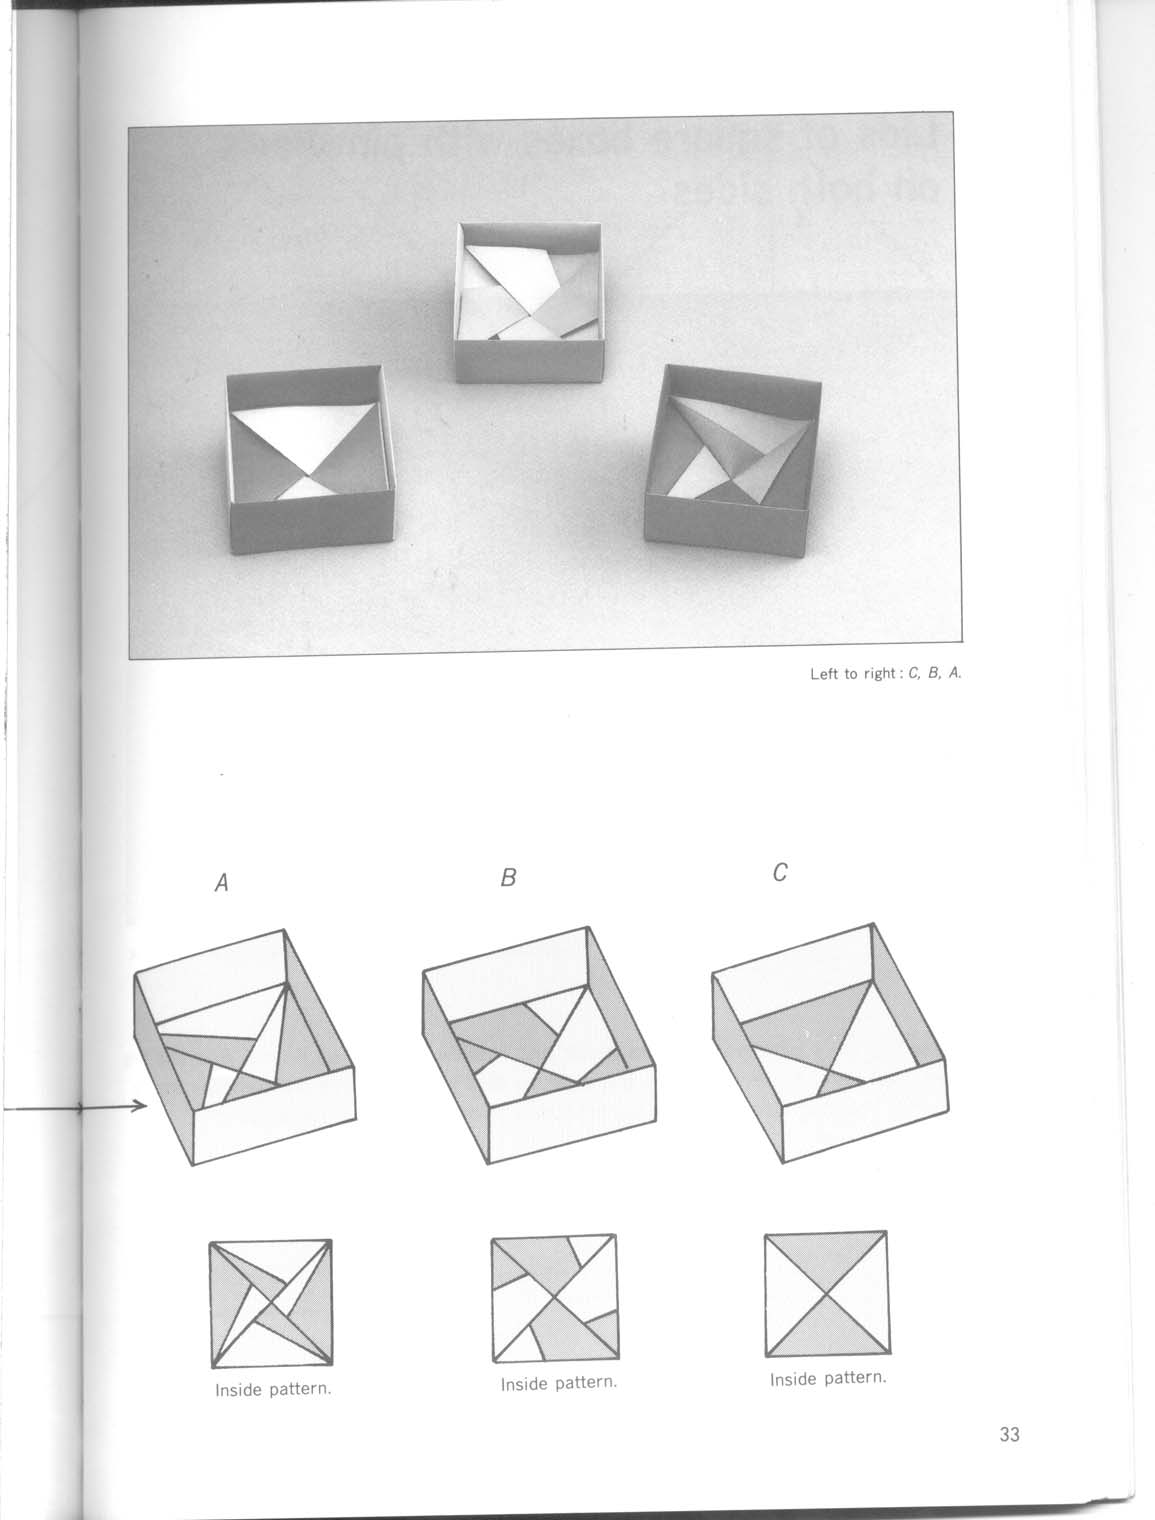 Left to right : C, B, A.
A
B
C
Inside pattern.
Inside pattern.
Inside pattern.
33